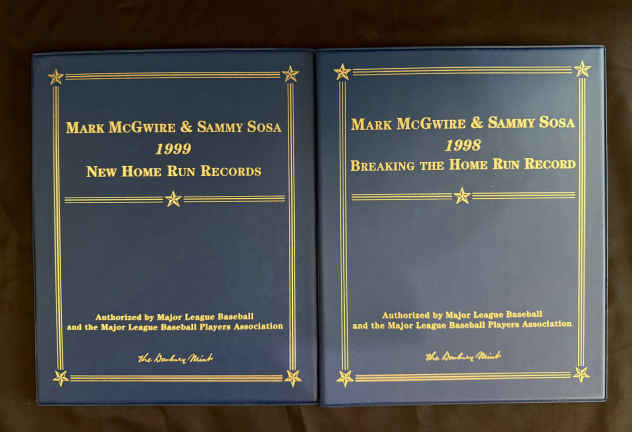 MARK MCGWIRE & SAMMY SOSA
1999
NEW HOME RUN RECORDS
Authorized by Major League Baseball
and the Major League Baseball Players Association
The Danbury Mint
MARK MCGWIRE & SAMMY SOSA
1998
BREAKING THE HOME RUN RECORD
Authorized by Major League Baseball
and the Major League Baseball Players Association
The Danbury Mint